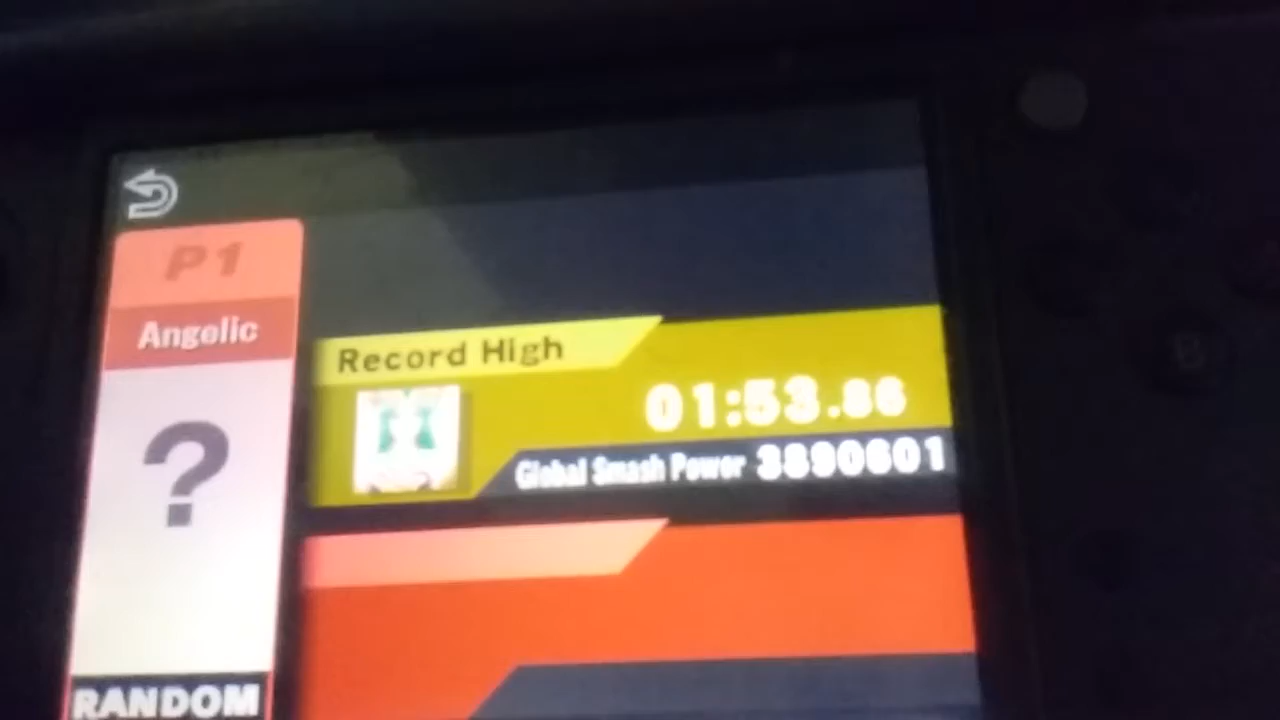 P1
Angelic
Record High
01:53.86
Global Smash Power 3890601
?
RANDOM
B